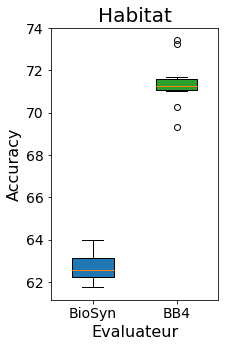 Habitat
Accuracy
74
72
70
68
66
64
62
BioSyn BB4
Evaluateur